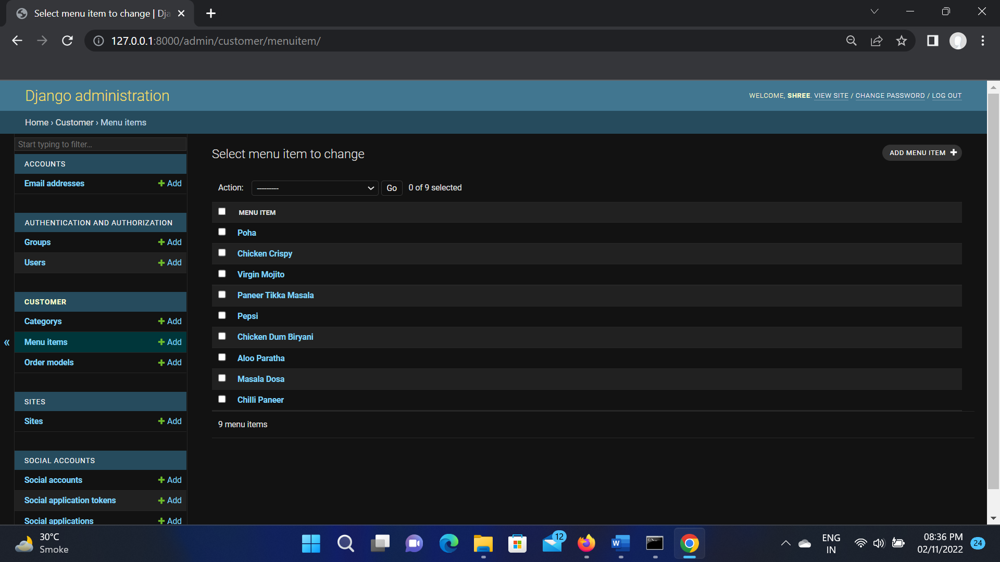 Select menu item to change | Dja
127.0.0.1:8000/admin/customer/menuitem/
Django administration
WELCOME, SHREE. VIEW SITE / CHANGE PASSWORD / LOG OUT
Home › Customer › Menu items
Start typing to filter...
ACCOUNTS
Email addresses + Add
AUTHENTICATION AND AUTHORIZATION
Groups + Add
Users + Add
CUSTOMER
Categorys + Add
« Menu items + Add
Order models + Add
SITES
Sites + Add
SOCIAL ACCOUNTS
Social accounts + Add
Social application tokens + Add
Social applications + Add
Select menu item to change
ADD MENU ITEM +
Action: --------- Go 0 of 9 selected
MENU ITEM
Poha
Chicken Crispy
Virgin Mojito
Paneer Tikka Masala
Pepsi
Chicken Dum Biryani
Aloo Paratha
Masala Dosa
Chilli Paneer
9 menu items
30°C
Smoke
12
W
ENG
IN
08:36 PM
02/11/2022
24